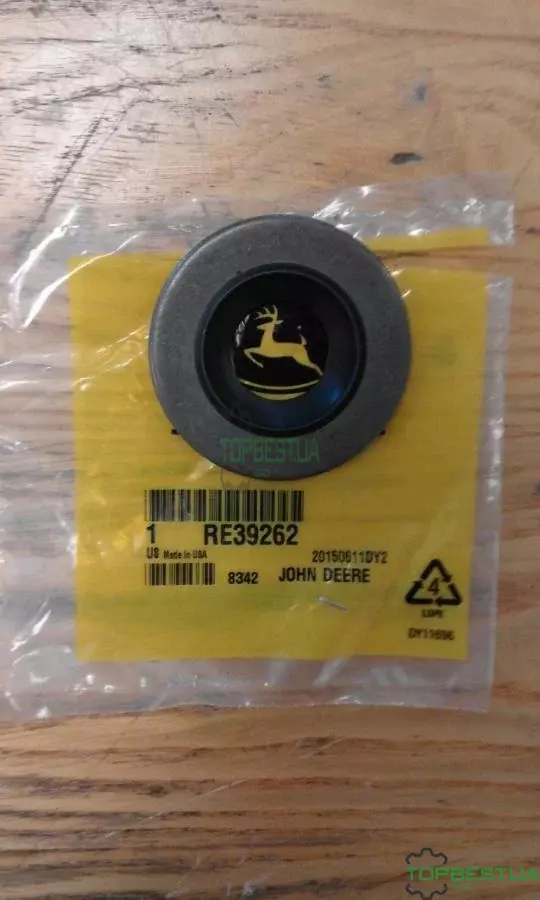 TOPBEST.UA
1 RE39262
US Made in USA 20150611DY2
8342 JOHN DEERE
4
LDPE
DY11696
TOPBEST.UA